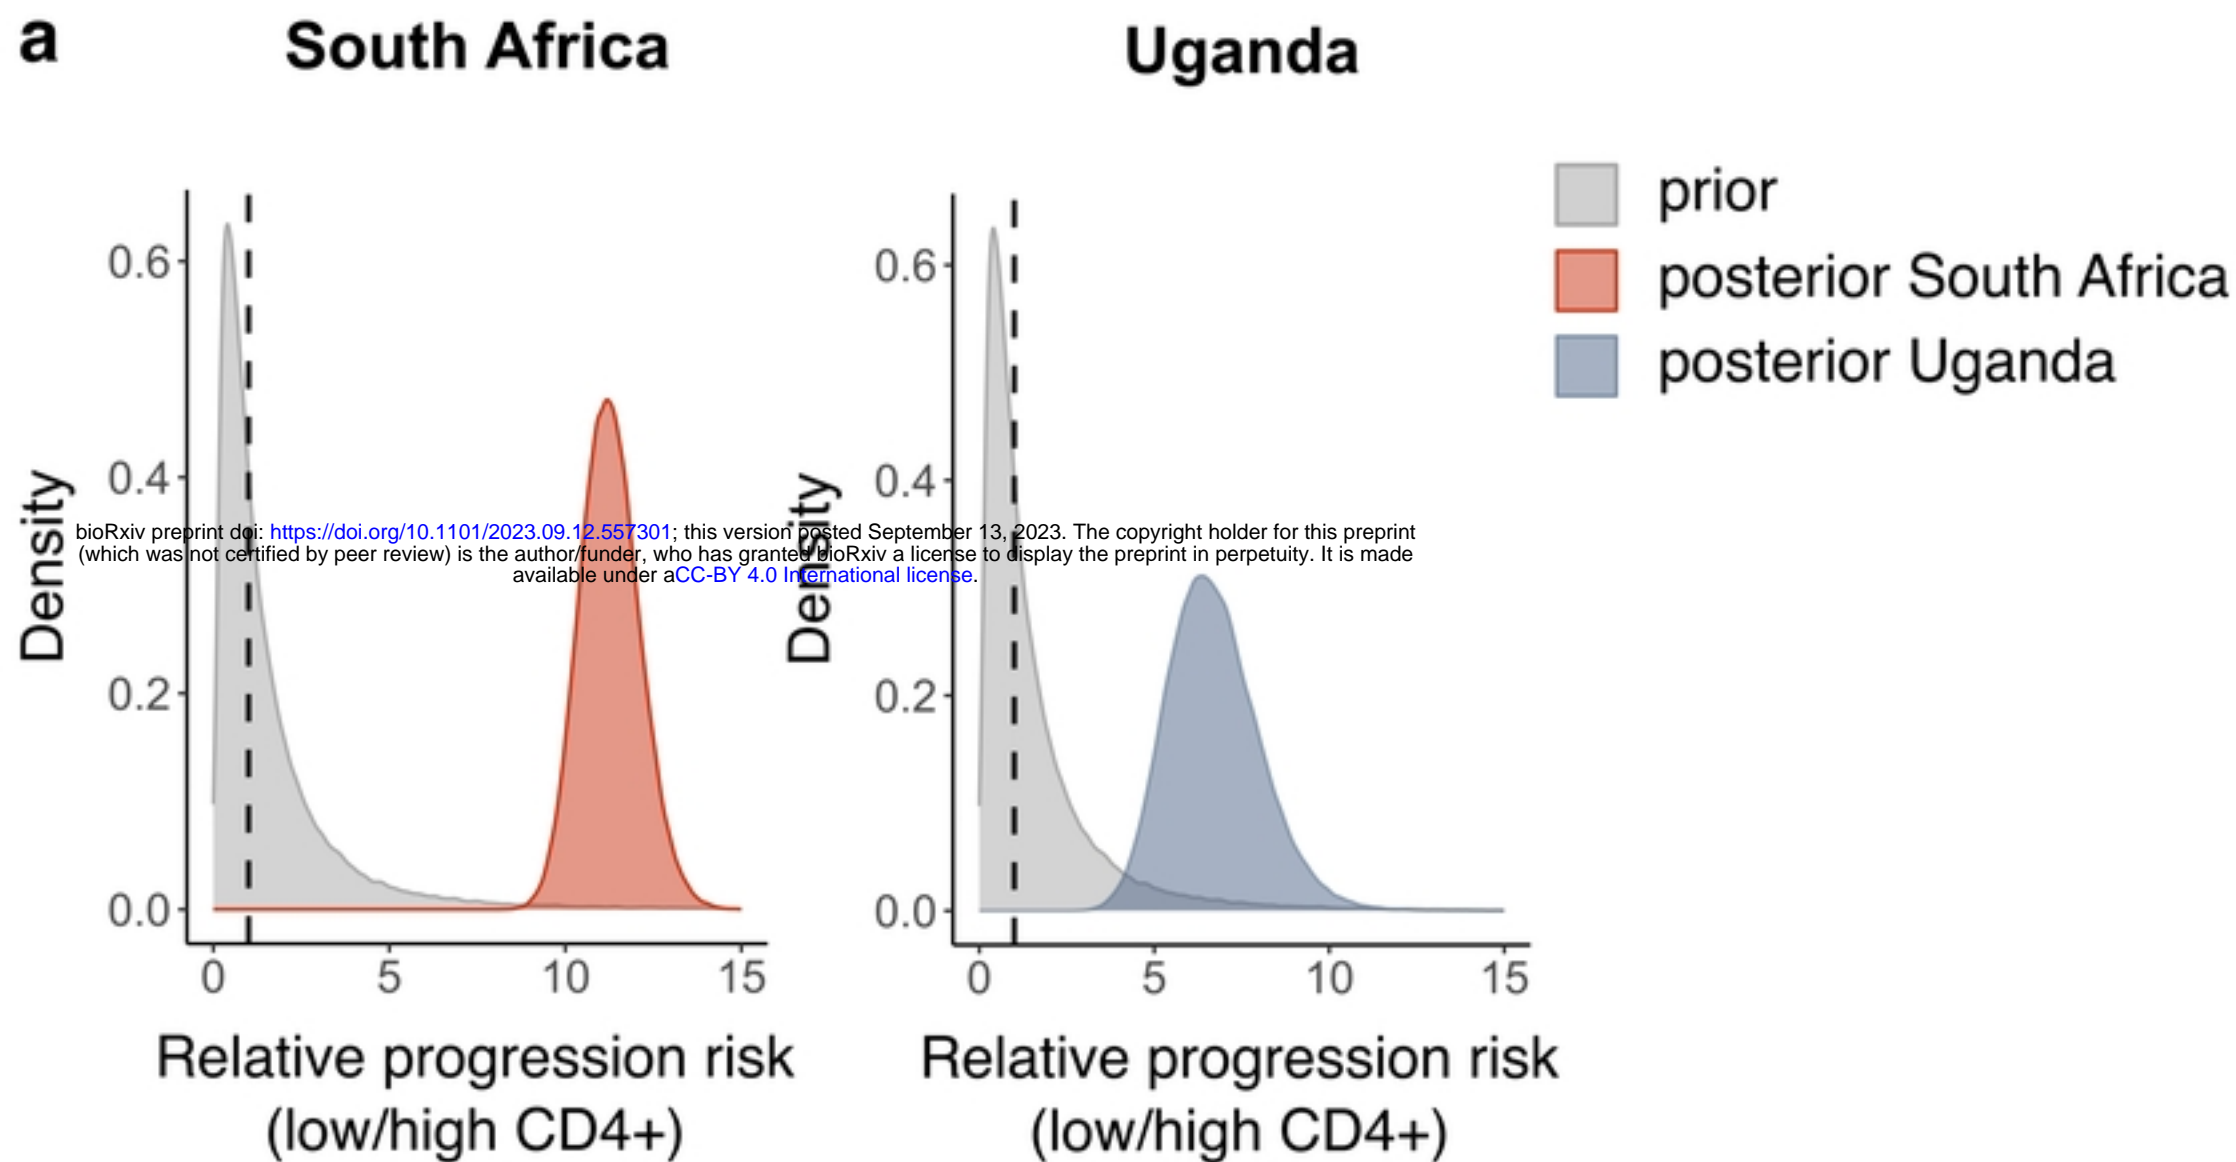 a
South Africa
Uganda
prior
posterior South Africa
posterior Uganda
Density
0.6
0.4
0.2
0.0
0 5 10 15
Relative progression risk
(low/high CD4+)
Density
0.6
0.4
0.2
0.0
0 5 10 15
Relative progression risk
(low/high CD4+)
bioRxiv preprint doi: https://doi.org/10.1101/2023.09.12.557301; this version posted September 13, 2023. The copyright holder for this preprint
(which was not certified by peer review) is the author/funder, who has granted bioRxiv a license to display the preprint in perpetuity. It is made
available under aCC-BY 4.0 International license.